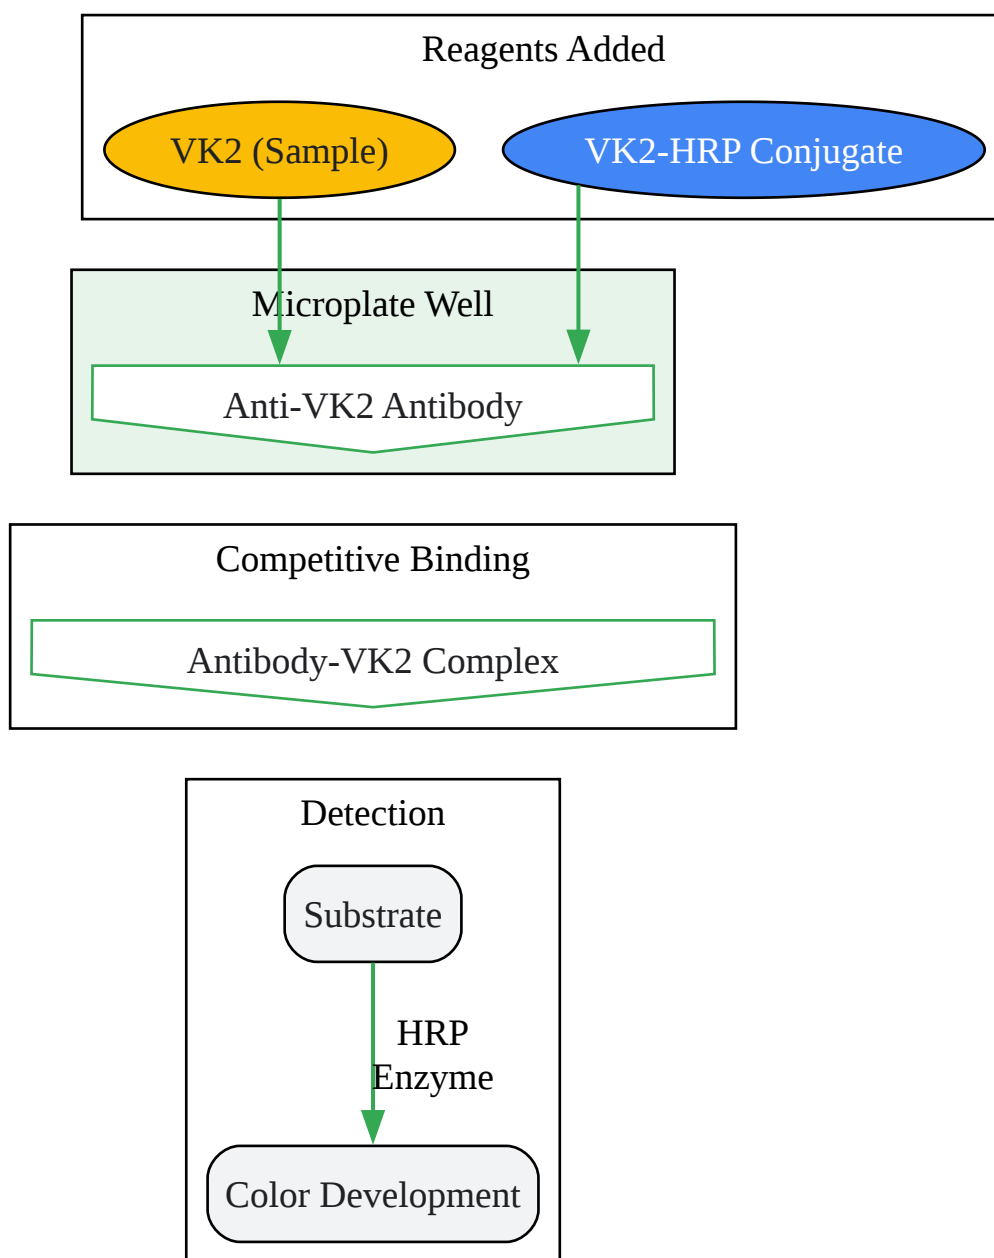 Reagents Added
VK2 (Sample)
VK2-HRP Conjugate
Microplate Well
Anti-VK2 Antibody
Competitive Binding
Antibody-VK2 Complex
Detection
Substrate
HRP
Enzyme
Color Development